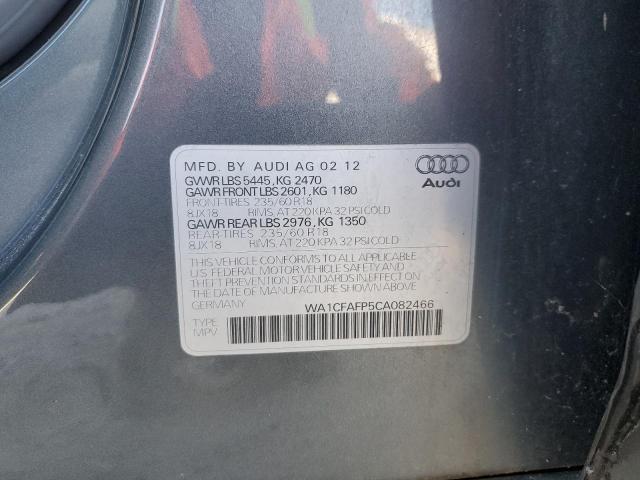 MFD. BY AUDI AG 02 12
GVWR LBS 5445, KG 2470
GAWR FRONT LBS 2601, KG 1180
FRONT-TIRES 235/60 R18
8JX18 RIMS, AT 220 KPA 32 PSI COLD
GAWR REAR LBS 2976, KG 1350
REAR-TIRES 235/60 R18
8JX18 RIMS, AT 220 KPA 32 PSI COLD
THIS VEHICLE CONFORMS TO ALL APPLICABLE
U.S FEDERAL MOTOR VEHICLE SAFETY AND
THEFT PREVENTION STANDARDS IN EFFECT ON
THE DATE OF MANUFACTURE SHOWN ABOVE
GERMANY WA1CFAFP5CA082466
TYPE:
MPV
Audi